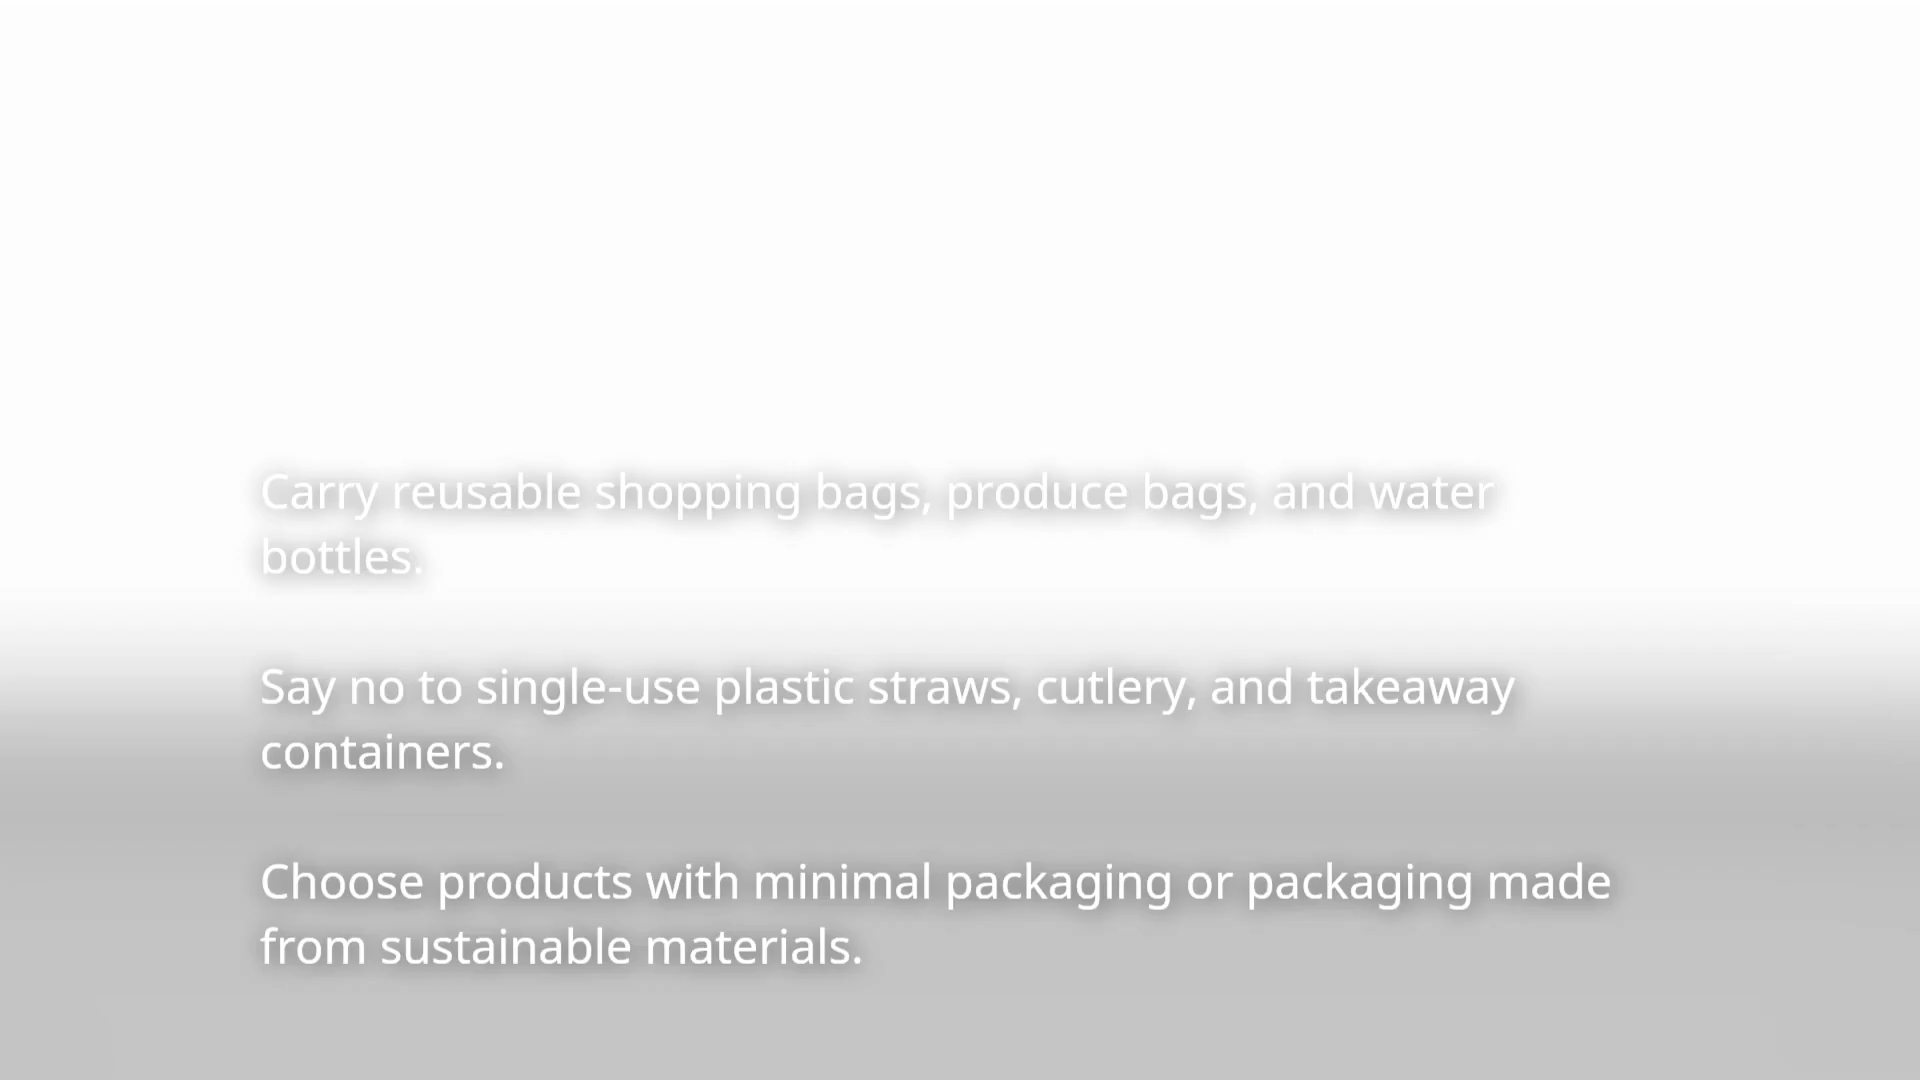 Carry reusable shopping bags, produce bags, and water
bottles.
Say no to single-use plastic straws, cutlery, and takeaway
containers.
Choose products with minimal packaging or packaging made
from sustainable materials.